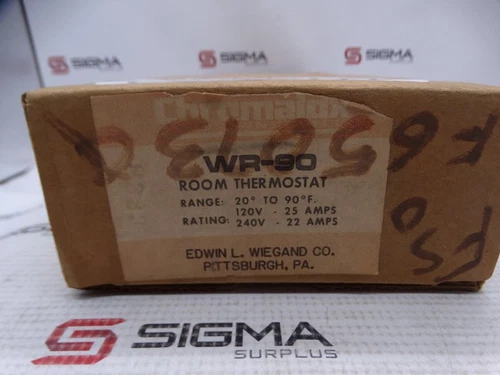 SIGMA
SIGMA
Chromalox
WR-90
ROOM THERMOSTAT
RANGE: 20° TO 90°F.
120V - 25 AMPS
RATING: 240V - 22 AMPS
EDWIN L. WIEGAND CO.
PITTSBURGH, PA.
SIGMA
SURPLUS